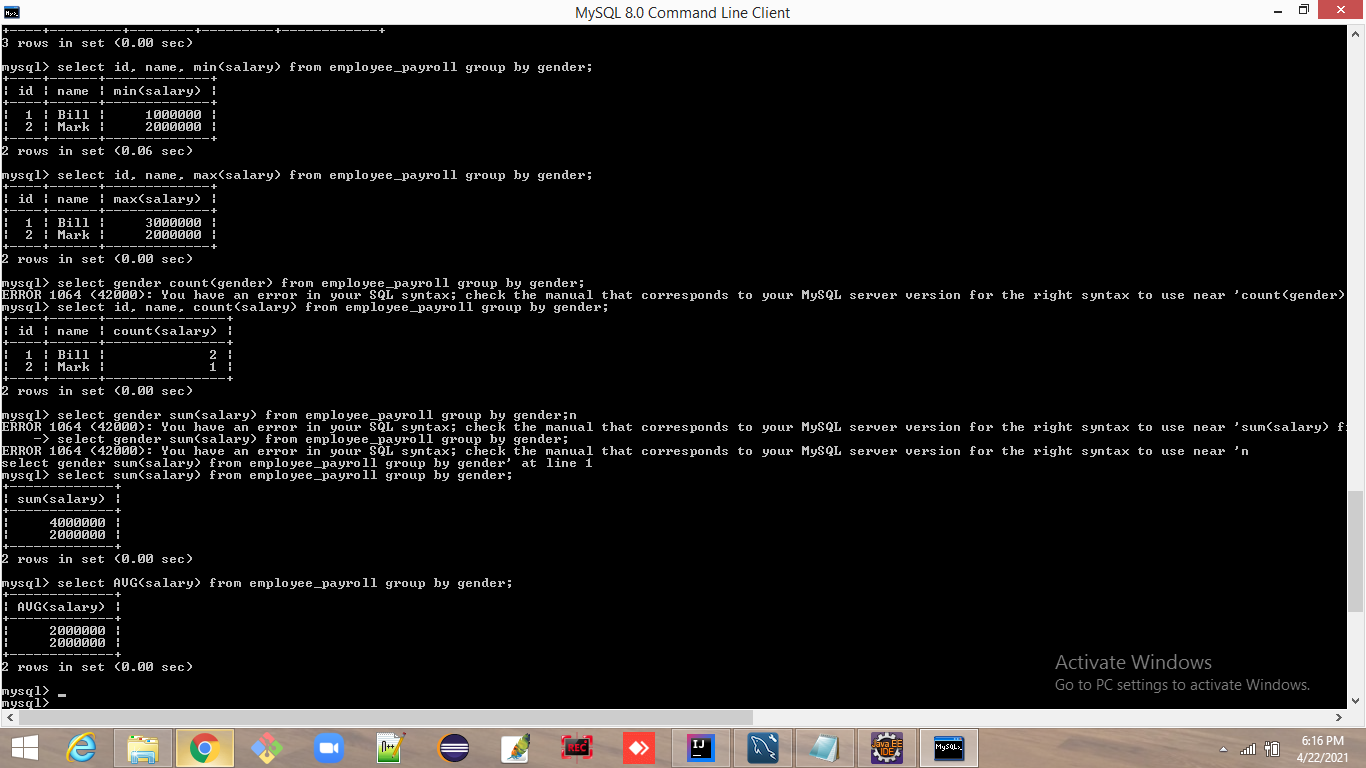 MySQL 8.0 Command Line Client
3 rows in set (0.00 sec)
mysql> select id, name, min(salary) from employee_payroll group by gender;
| id | name | min(salary) |
| 1 | Bill | 1000000 |
| 2 | Mark | 2000000 |
2 rows in set (0.06 sec)
mysql> select id, name, max(salary) from employee_payroll group by gender;
| id | name | max(salary) |
| 1 | Bill | 3000000 |
| 2 | Mark | 2000000 |
2 rows in set (0.00 sec)
mysql> select gender count(gender) from employee_payroll group by gender;
ERROR 1064 (42000): You have an error in your SQL syntax; check the manual that corresponds to your MySQL server version for the right syntax to use near 'count(gender)
mysql> select id, name, count(salary) from employee_payroll group by gender;
| id | name | count(salary) |
| 1 | Bill | 2 |
| 2 | Mark | 1 |
2 rows in set (0.00 sec)
mysql> select gender sum(salary) from employee_payroll group by gender;n
ERROR 1064 (42000): You have an error in your SQL syntax; check the manual that corresponds to your MySQL server version for the right syntax to use near 'sum(salary) f
-> select gender sum(salary) from employee_payroll group by gender;
ERROR 1064 (42000): You have an error in your SQL syntax; check the manual that corresponds to your MySQL server version for the right syntax to use near 'n
select gender sum(salary) from employee_payroll group by gender' at line 1
mysql> select sum(salary) from employee_payroll group by gender;
| sum(salary) |
| 4000000 |
| 2000000 |
2 rows in set (0.00 sec)
mysql> select AVG(salary) from employee_payroll group by gender;
| AVG(salary) |
| 2000000 |
| 2000000 |
2 rows in set (0.00 sec)
mysql> _
mysql>
Activate Windows
Go to PC settings to activate Windows.
REC
IJ
Java EE
IDE
MySQL>
6:16 PM
4/22/2021